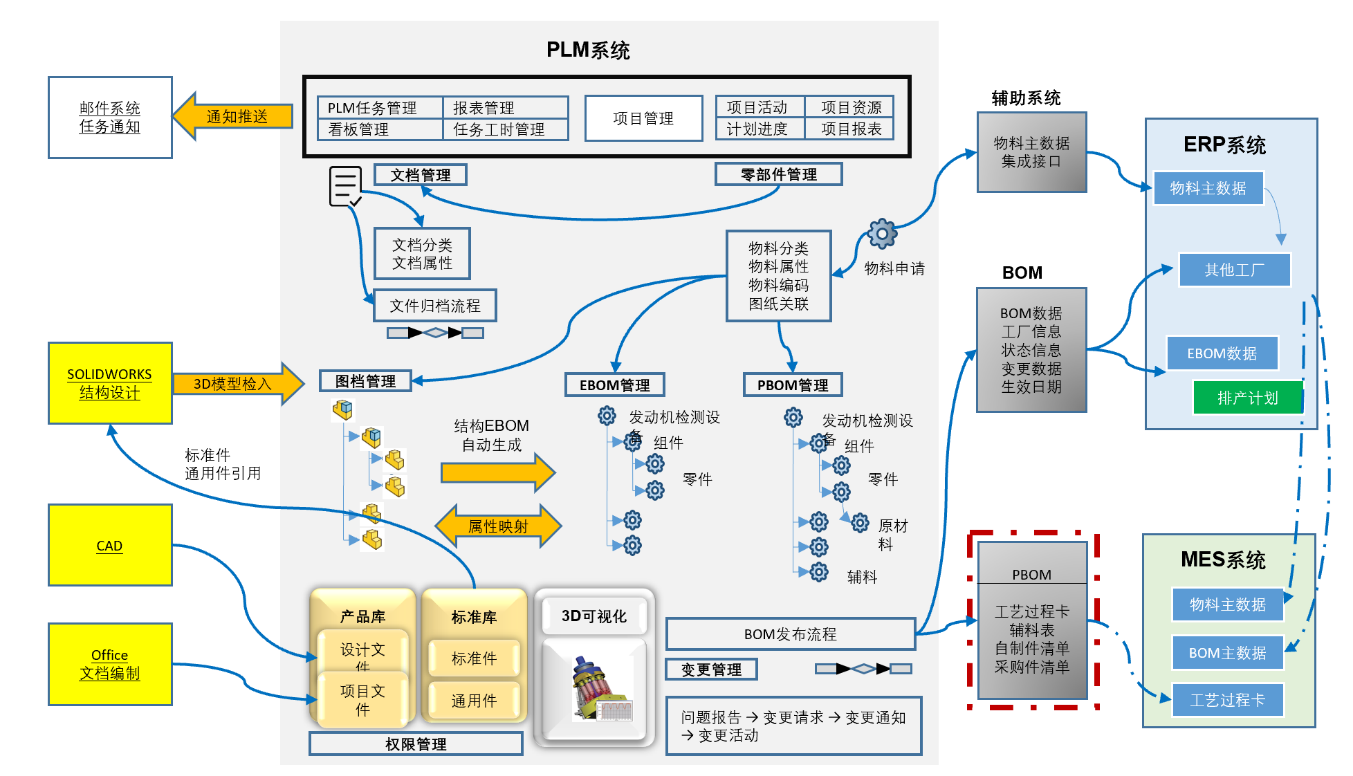 PLM系统
邮件系统
任务通知
通知推送
PLM任务管理
报表管理
看板管理
任务工时管理
项目管理
项目活动
项目资源
计划进度
项目报表
文档管理
零部件管理
文档分类
文档属性
文件归档流程
物料分类
物料属性
物料编码
图纸关联
物料申请
辅助系统
物料主数据
集成接口
ERP系统
物料主数据
其他工厂
EBOM数据
排产计划
BOM
BOM数据
工厂信息
状态信息
变更数据
生效日期
SOLIDWORKS
结构设计
3D模型检入
图档管理
EBOM管理
PBOM管理
结构EBOM
自动生成
属性映射
发动机检测设
备
组件
零件
发动机检测设
备
组件
零件
原材
料
辅料
标准件
通用件引用
CAD
Office
文档编制
产品库
设计文
件
项目文
件
标准库
标准件
通用件
权限管理
3D可视化
BOM发布流程
变更管理
问题报告 → 变更请求 → 变更通知
→ 变更活动
PBOM
工艺过程卡
辅料表
自制件清单
采购件清单
MES系统
物料主数据
BOM主数据
工艺过程卡